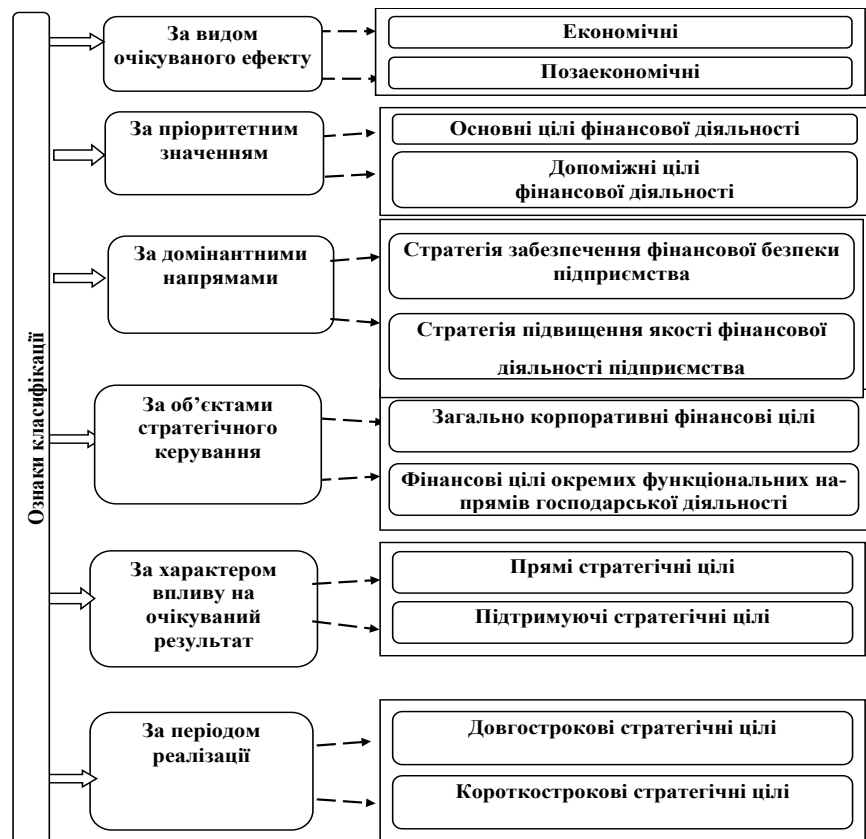 Ознаки класифікації
За видом
очікуваного ефекту
Економічні
Позаекономічні
За пріоритетним
значенням
Основні цілі фінансової діяльності
Допоміжні цілі
фінансової діяльності
За домінантними
напрямами
Стратегія забезпечення фінансової безпеки
підприємства
Стратегія підвищення якості фінансової
діяльності підприємства
За об’єктами
стратегічного
керування
Загально корпоративні фінансові цілі
Фінансові цілі окремих функціональних на-
прямів господарської діяльності
За характером
впливу на
очікуваний
результат
Прямі стратегічні цілі
Підтримуючі стратегічні цілі
За періодом
реалізації
Довгострокові стратегічні цілі
Короткострокові стратегічні цілі